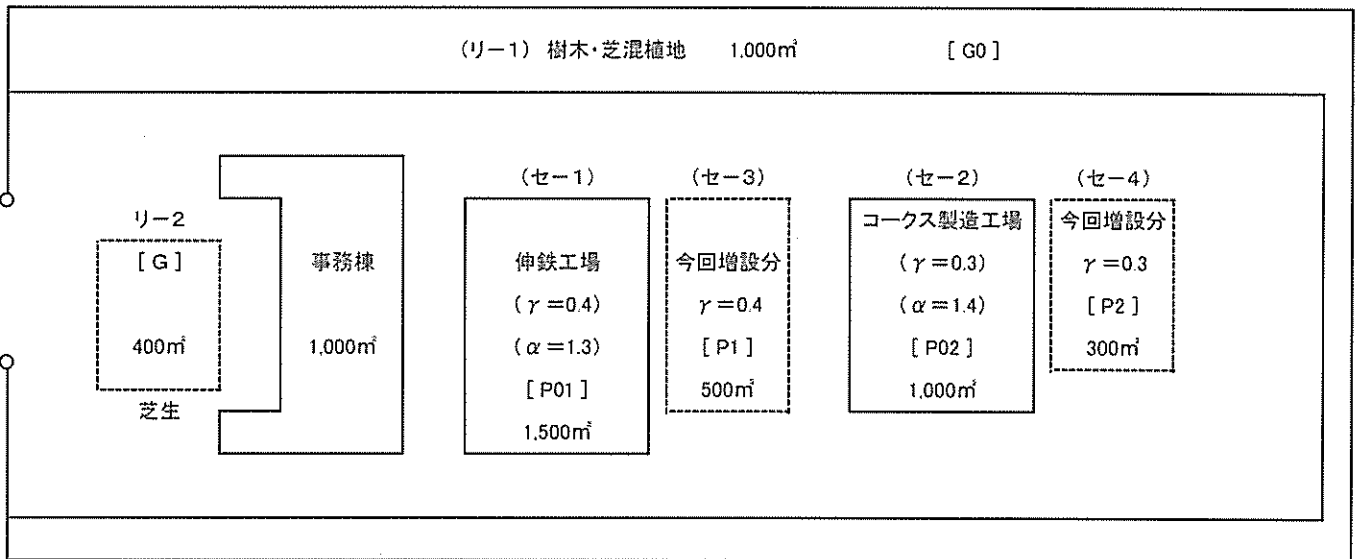 (リー1) 樹木・芝混植地 1,000㎡ [ G0 ]
リー2
[ G ]
400㎡
芝生
事務棟
1,000㎡
(セー1)
伸鉄工場
(γ=0.4)
(α=1.3)
[ P01 ]
1,500㎡
(セー3)
今回増設分
γ=0.4
[ P1 ]
500㎡
(セー2)
コークス製造工場
(γ=0.3)
(α=1.4)
[ P02 ]
1,000㎡
(セー4)
今回増設分
γ=0.3
[ P2 ]
300㎡